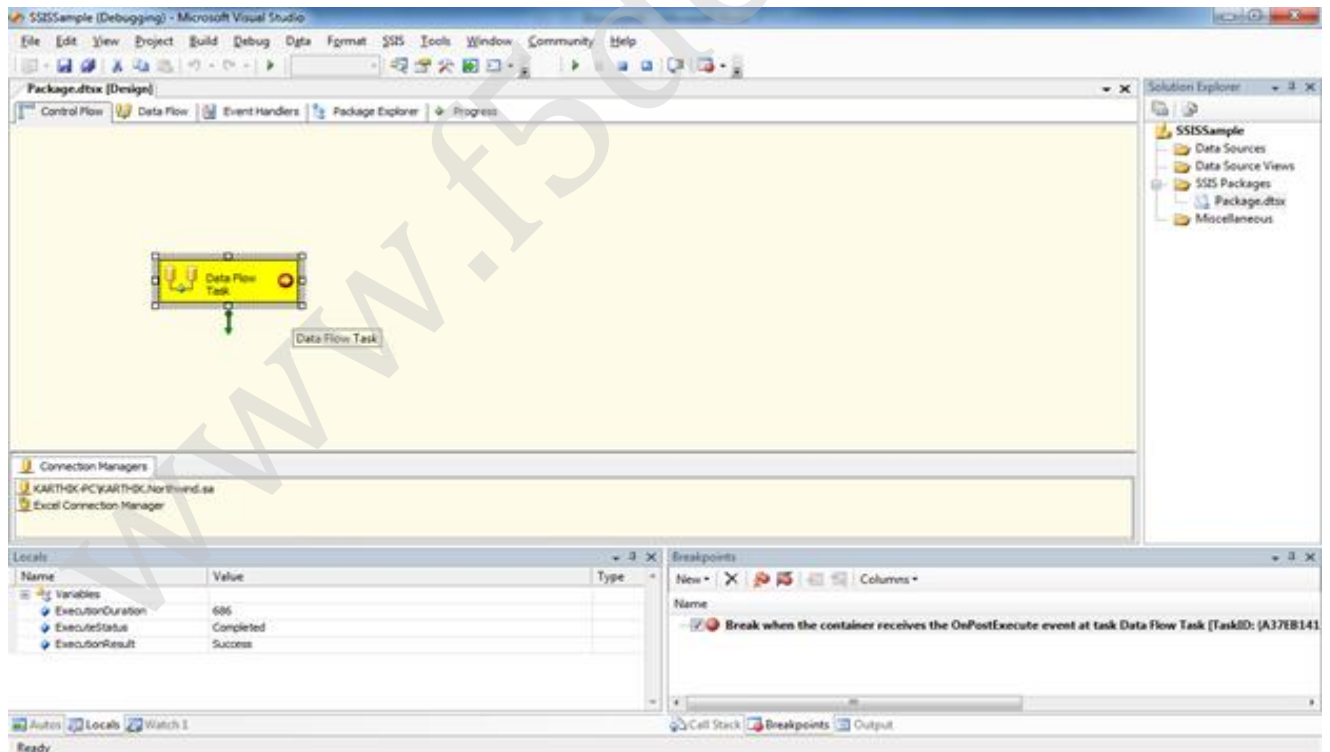 SSISSample (Debugging) - Microsoft Visual Studio
File Edit View Project Build Debug Data Format SSIS Tools Window Community Help
Package.dtsx [Design]
Control Flow Data Flow Event Handlers Package Explorer Progress
Data Flow
Task
Data Flow Task
Solution Explorer
SSISSample
Data Sources
Data Source Views
SSIS Packages
Package.dtsx
Miscellaneous
Connection Managers
KARTHIK-PC\KARTHIK.Northwind.sa
Excel Connection Manager
Locals
Name Value Type
Variables
ExecutionDuration 686
ExecuteStatus Completed
ExecutionResult Success
Autos Locals Watch 1
Breakpoints
New Columns
Name
Break when the container receives the OnPostExecute event at task Data Flow Task [TaskID: {A37EB141
Call Stack Breakpoints Output
Ready
www.f5d